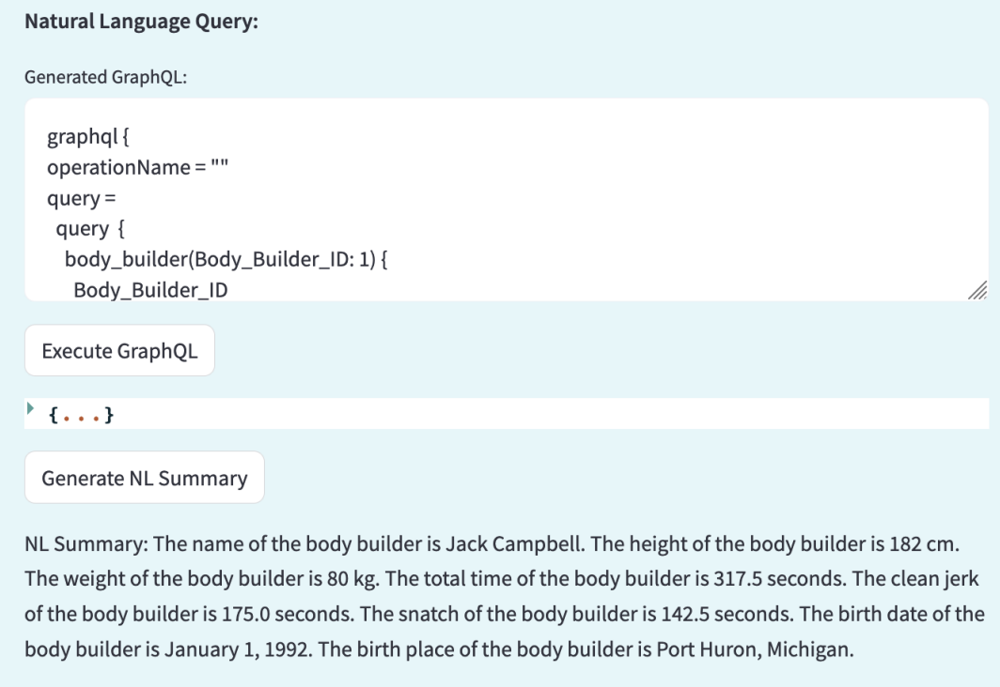 Natural Language Query:
Generated GraphQL:
graphql {
operationName = ""
query =
query {
body_builder(Body_Builder_ID: 1) {
Body_Builder_ID
Execute GraphQL
{...}
Generate NL Summary
NL Summary: The name of the body builder is Jack Campbell. The height of the body builder is 182 cm.
The weight of the body builder is 80 kg. The total time of the body builder is 317.5 seconds. The clean jerk
of the body builder is 175.0 seconds. The snatch of the body builder is 142.5 seconds. The birth date of the
body builder is January 1, 1992. The birth place of the body builder is Port Huron, Michigan.